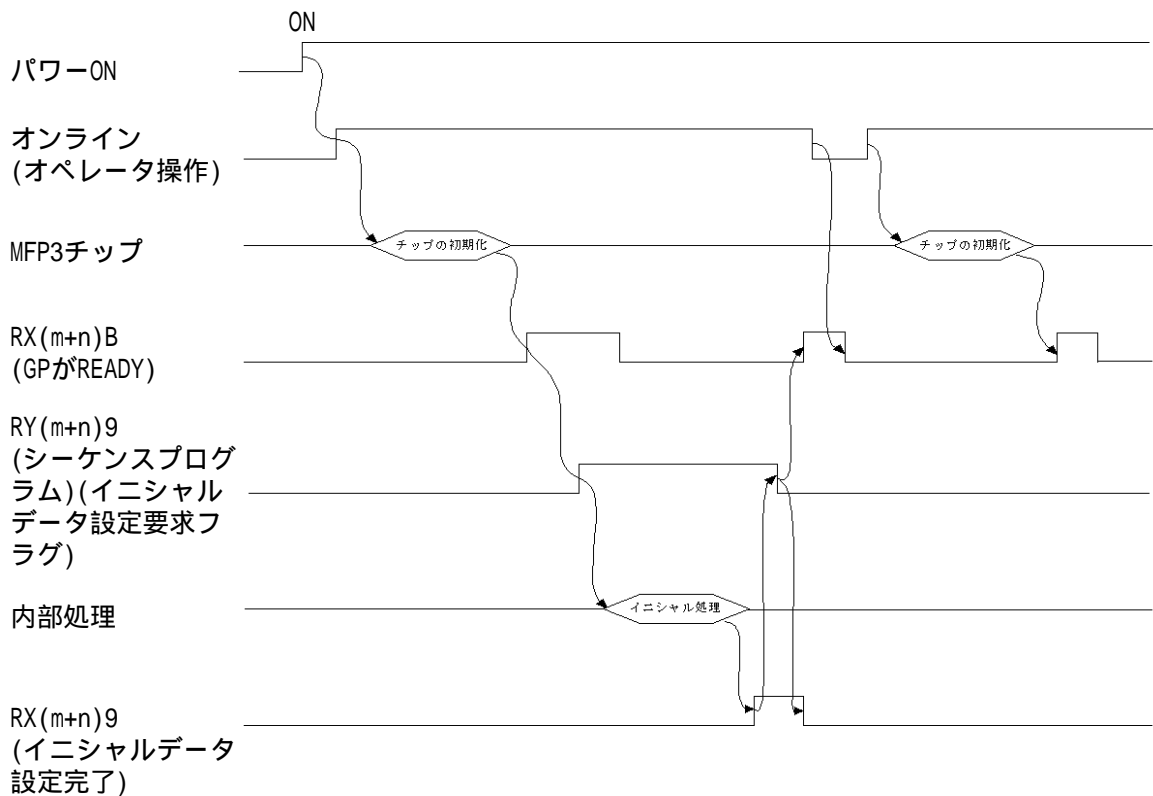 ON
パワーON
オンライン
(オペレータ操作)
MFP3チップ
チップの初期化
チップの初期化
RX(m+n)B
(GPがREADY)
RY(m+n)9
(シーケンスプログ
ラム)(イニシャル
データ設定要求フ
ラグ)
内部処理
イニシャル処理
RX(m+n)9
(イニシャルデータ
設定完了)